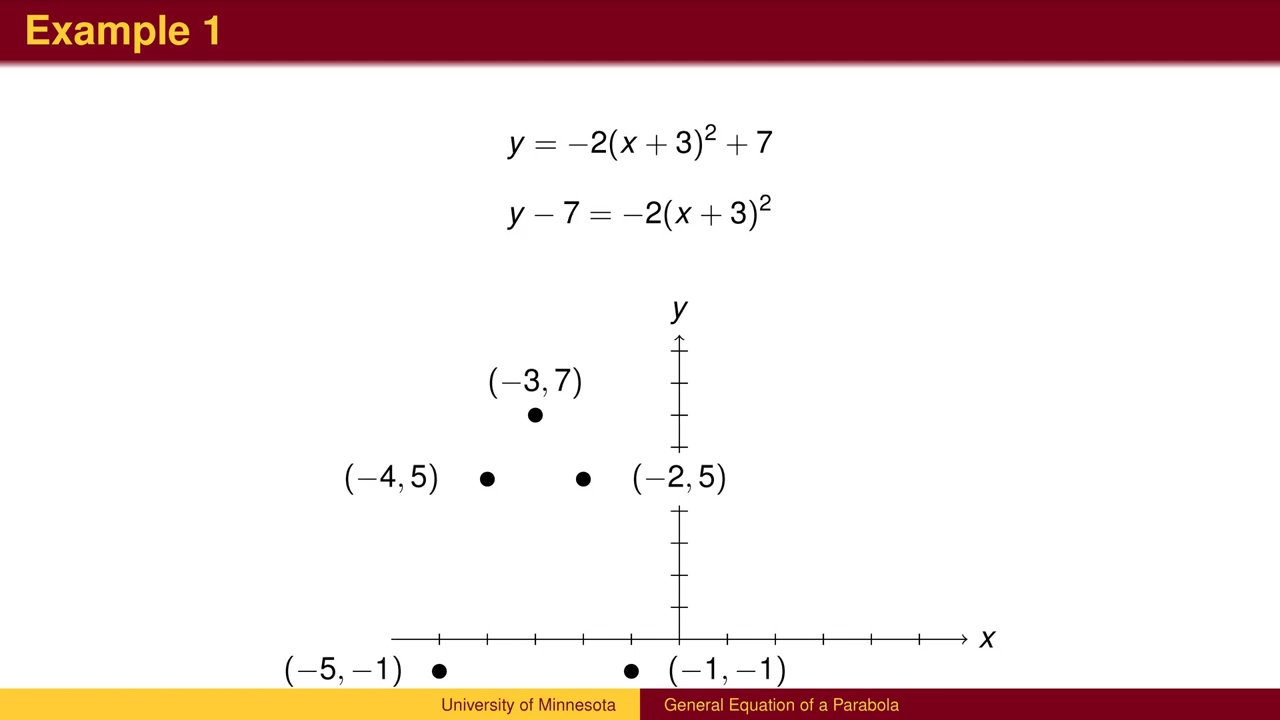 Example 1
y = −2(x + 3)² + 7
y − 7 = −2(x + 3)²
y
(−3, 7)
(−4, 5) (−2, 5)
x
(−5, −1) (−1, −1)
University of Minnesota General Equation of a Parabola